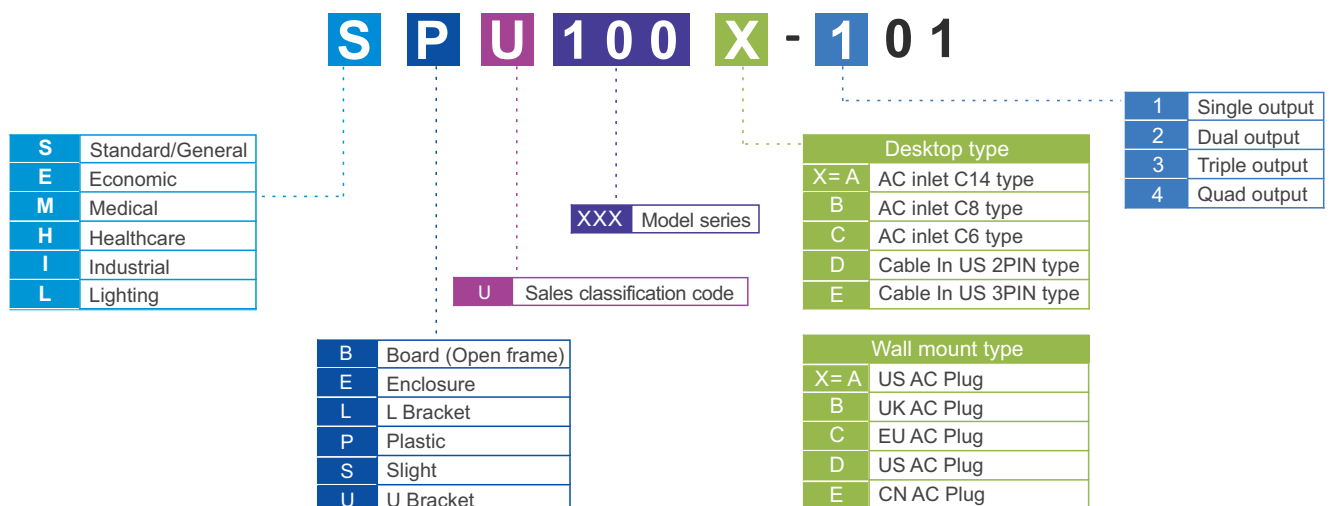 S P U 100 X - 1 0 1
S Standard/General
E Economic
M Medical
H Healthcare
I Industrial
L Lighting
B Board (Open frame)
E Enclosure
L L Bracket
P Plastic
S Slight
U U Bracket
U Sales classification code
XXX Model series
Desktop type
X= A AC inlet C14 type
B AC inlet C8 type
C AC inlet C6 type
D Cable In US 2PIN type
E Cable In US 3PIN type
Wall mount type
X= A US AC Plug
B UK AC Plug
C EU AC Plug
D US AC Plug
E CN AC Plug
1 Single output
2 Dual output
3 Triple output
4 Quad output